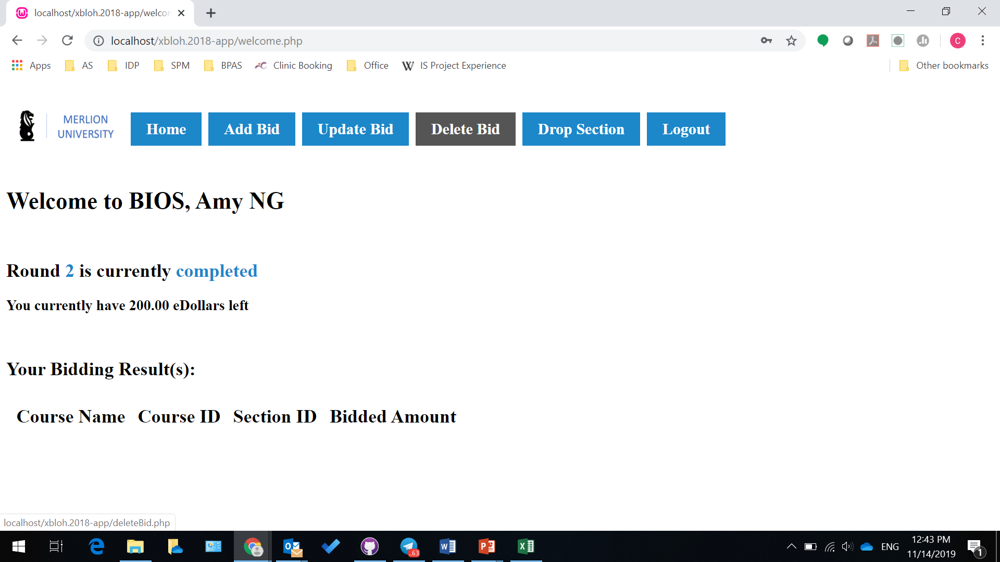 localhost/xbloh.2018-app/welcon
localhost/xbloh.2018-app/welcome.php
C
Apps AS IDP SPM BPAS Clinic Booking Office W IS Project Experience Other bookmarks
MERLION
UNIVERSITY
Home Add Bid Update Bid Delete Bid Drop Section Logout
Welcome to BIOS, Amy NG
Round 2 is currently completed
You currently have 200.00 eDollars left
Your Bidding Result(s):
Course Name Course ID Section ID Bidded Amount
localhost/xbloh.2018-app/deleteBid.php
..63
ENG
12:43 PM
11/14/2019
1